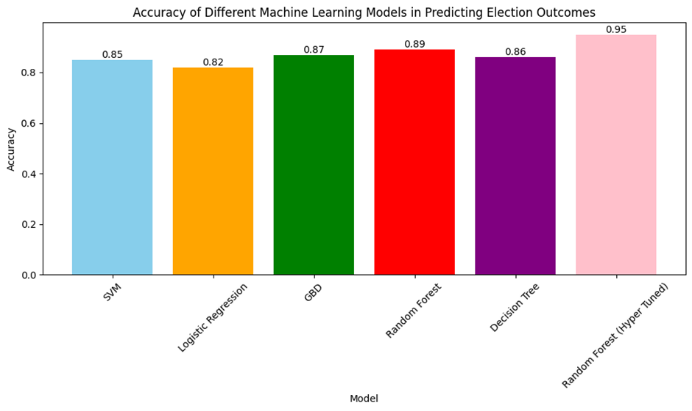 Accuracy of Different Machine Learning Models in Predicting Election Outcomes
0.95
0.89
0.87
0.86
0.85
0.82
0.8
0.6
0.4
0.2
0.0
Accuracy
SVM
Logistic Regression
GBD
Random Forest
Decision Tree
Random Forest (Hyper Tuned)
Model